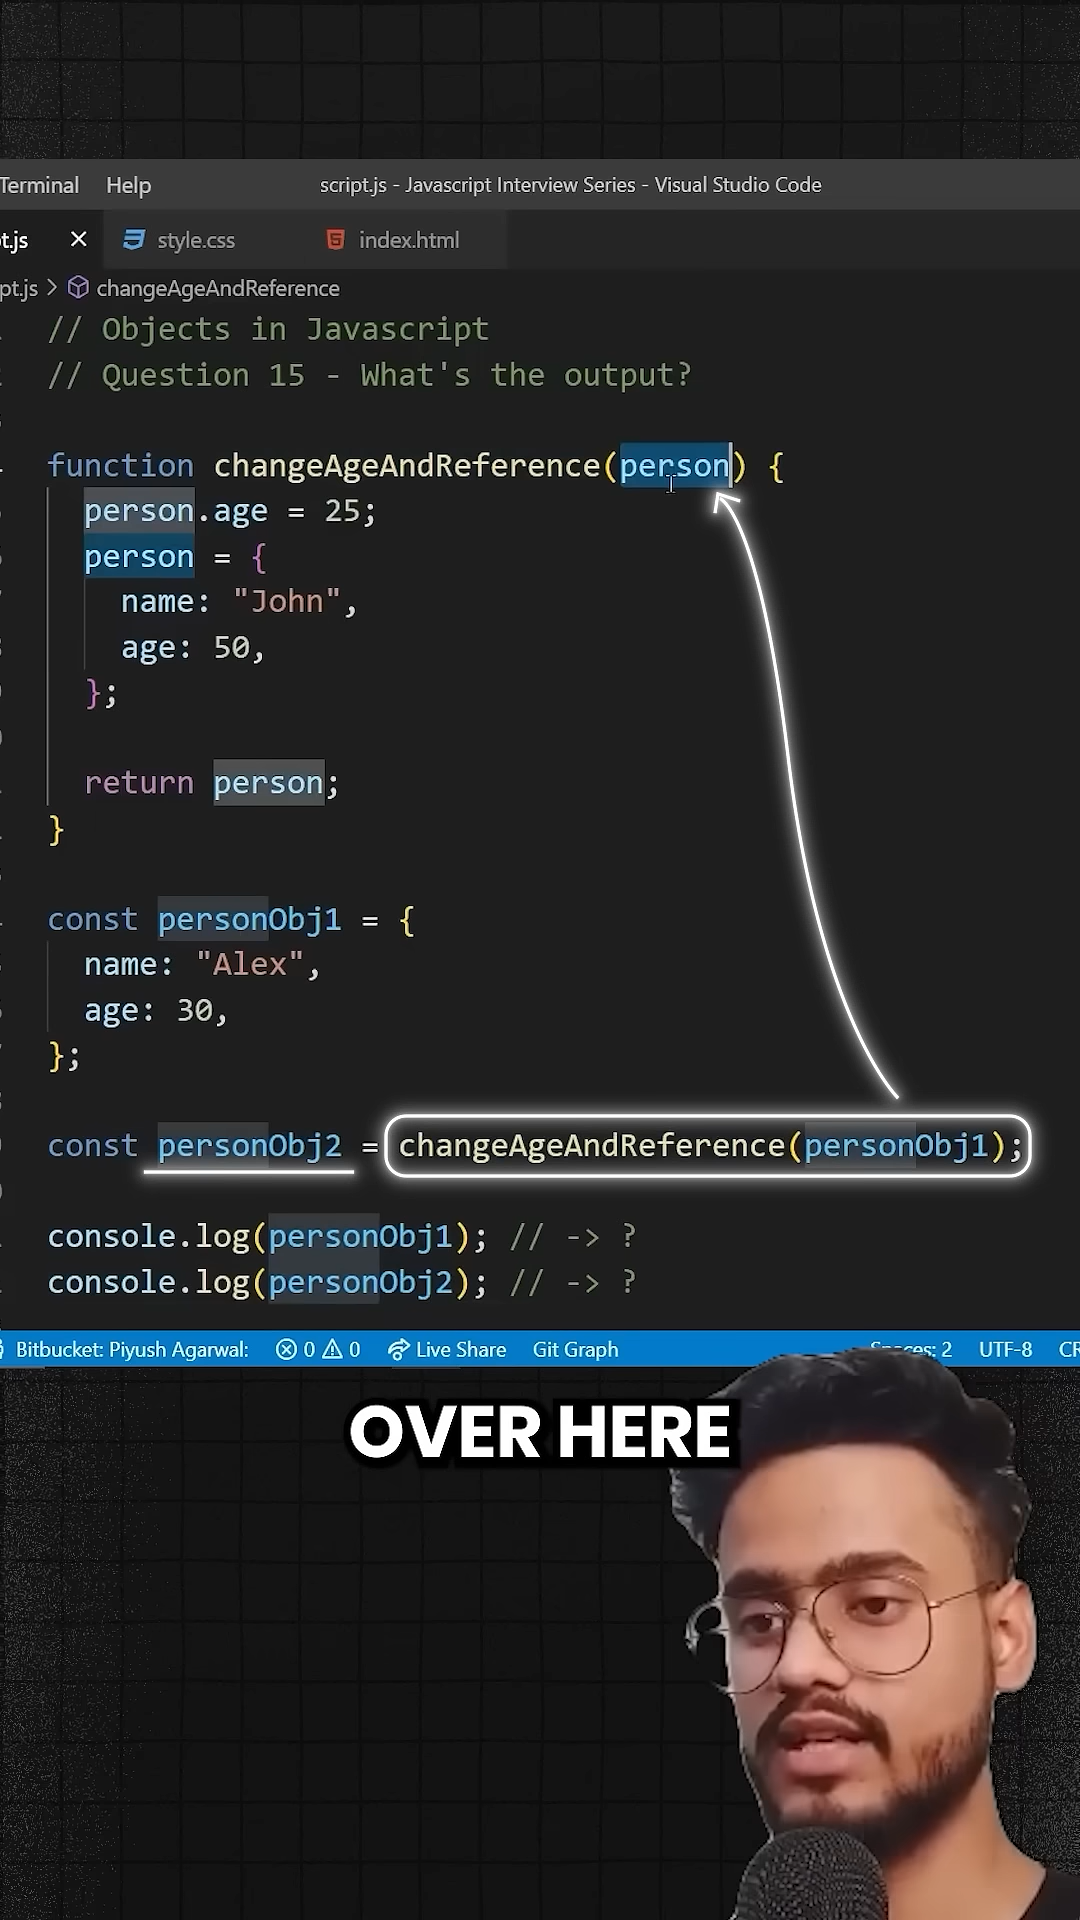 Terminal Help script.js - Javascript Interview Series - Visual Studio Code
t.js × style.css index.html
pt.js > changeAgeAndReference
// Objects in Javascript
// Question 15 - What's the output?
function changeAgeAndReference(person) {
person.age = 25;
person = {
name: "John",
age: 50,
};
return person;
}
const personObj1 = {
name: "Alex",
age: 30,
};
const personObj2 = changeAgeAndReference(personObj1);
console.log(personObj1); // -> ?
console.log(personObj2); // -> ?
Bitbucket: Piyush Agarwal: 0 0 Live Share Git Graph Spaces: 2 UTF-8 CR
OVER HERE